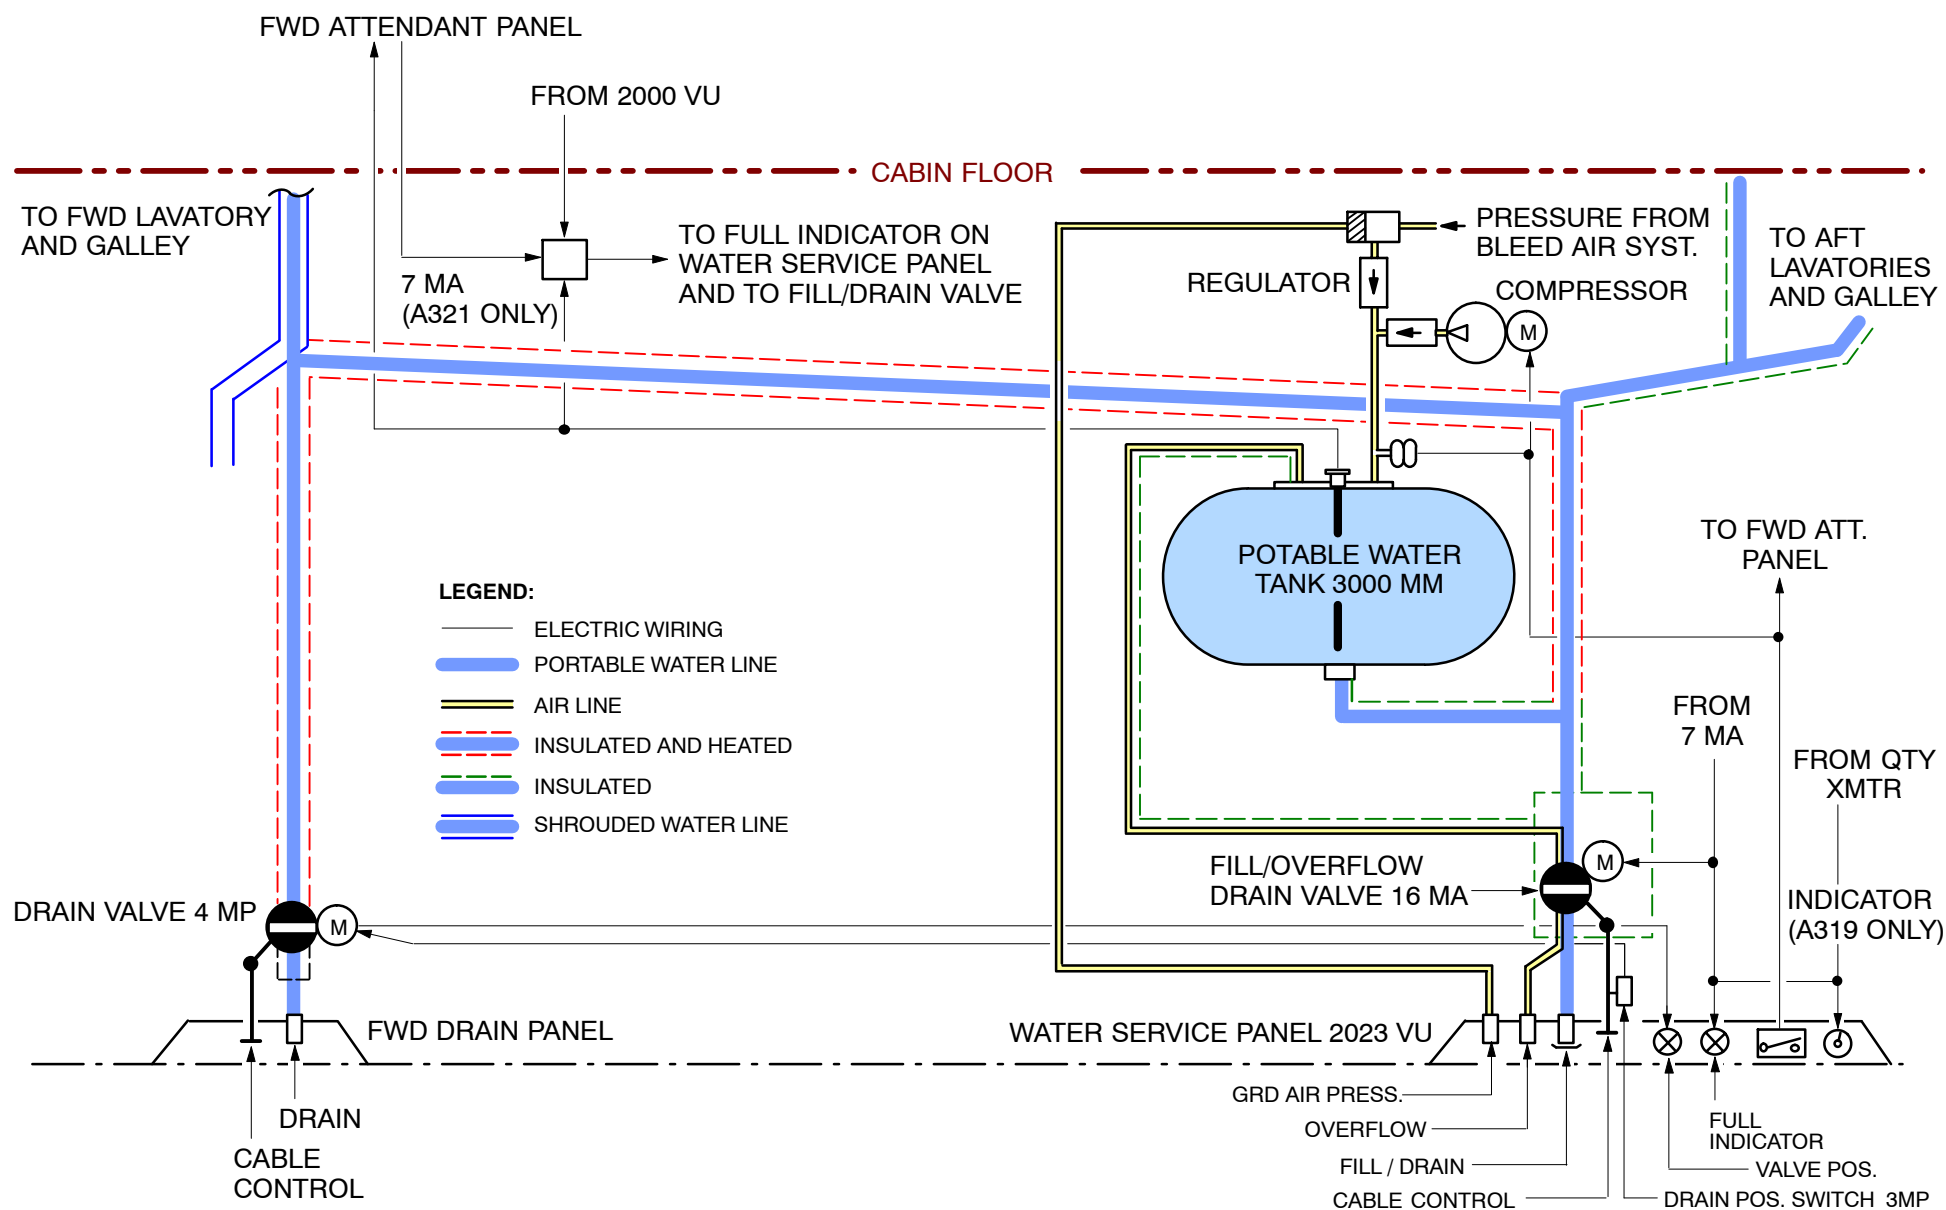 FWD ATTENDANT PANEL
FROM 2000 VU
CABIN FLOOR
TO FWD LAVATORY
AND GALLEY
7 MA
(A321 ONLY)
TO FULL INDICATOR ON
WATER SERVICE PANEL
AND TO FILL/DRAIN VALVE
PRESSURE FROM
BLEED AIR SYST.
REGULATOR
COMPRESSOR
M
TO AFT
LAVATORIES
AND GALLEY
POTABLE WATER
TANK 3000 MM
TO FWD ATT.
PANEL
LEGEND:
ELECTRIC WIRING
PORTABLE WATER LINE
AIR LINE
INSULATED AND HEATED
INSULATED
SHROUDED WATER LINE
FROM
7 MA
FROM QTY
XMTR
INDICATOR
(A319 ONLY)
FILL/OVERFLOW
DRAIN VALVE 16 MA
M
DRAIN VALVE 4 MP
M
FWD DRAIN PANEL
WATER SERVICE PANEL 2023 VU
DRAIN
CABLE
CONTROL
GRD AIR PRESS.
OVERFLOW
FILL / DRAIN
CABLE CONTROL
FULL
INDICATOR
VALVE POS.
DRAIN POS. SWITCH 3MP